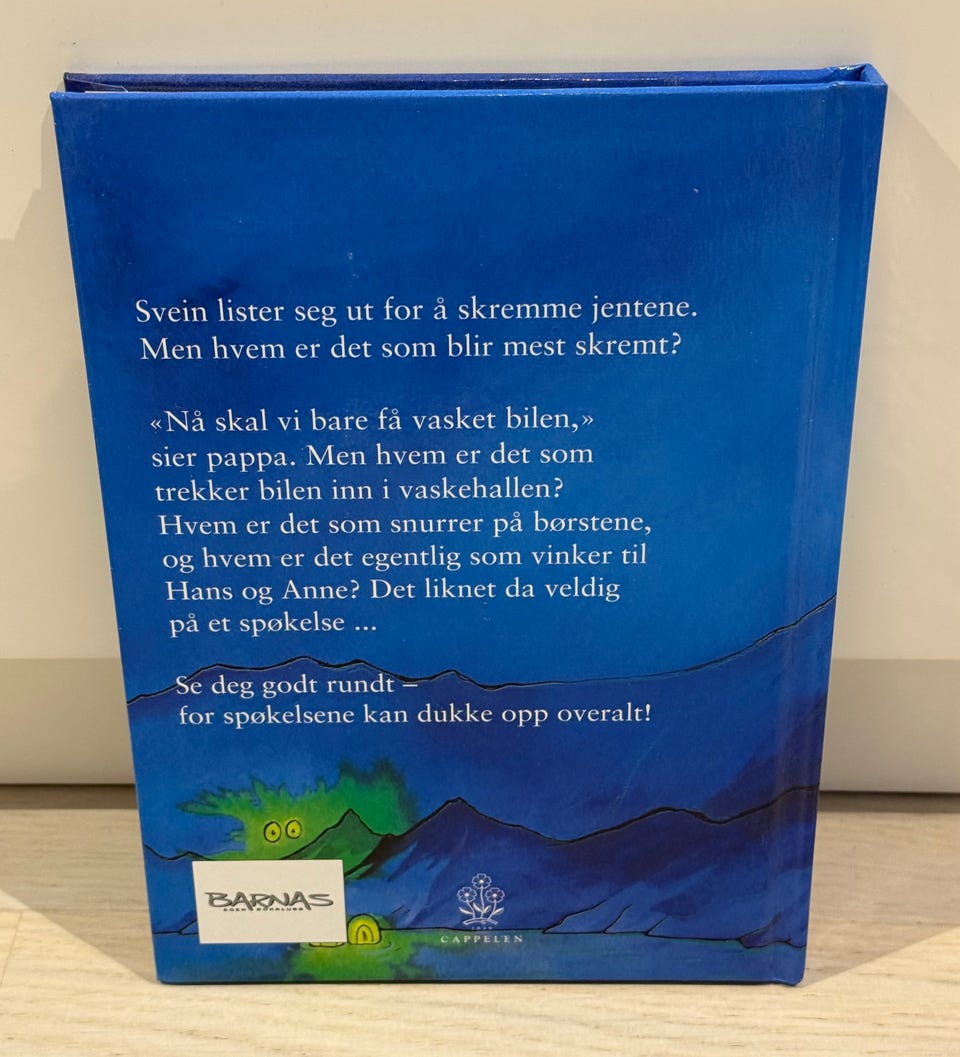 Svein lister seg ut for å skremme jentene.
Men hvem er det som blir mest skremt?
«Nå skal vi bare få vasket bilen,»
sier pappa. Men hvem er det som
trekker bilen inn i vaskehallen?
Hvem er det som snurrer på børstene,
og hvem er det egentlig som vinker til
Hans og Anne? Det liknet da veldig
på et spøkelse ...
Se deg godt rundt –
for spøkelsene kan dukke opp overalt!
BARNAS
EGEN BOKKLUBB
1829
CAPPELEN